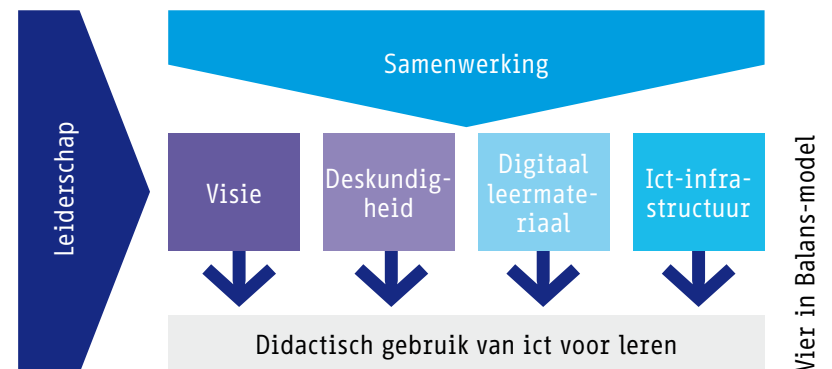 Leiderschap
Samenwerking
Visie
Deskundig-
heid
Digitaal
leermate-
riaal
Ict-infra-
structuur
Didactisch gebruik van ict voor leren
Vier in Balans-model